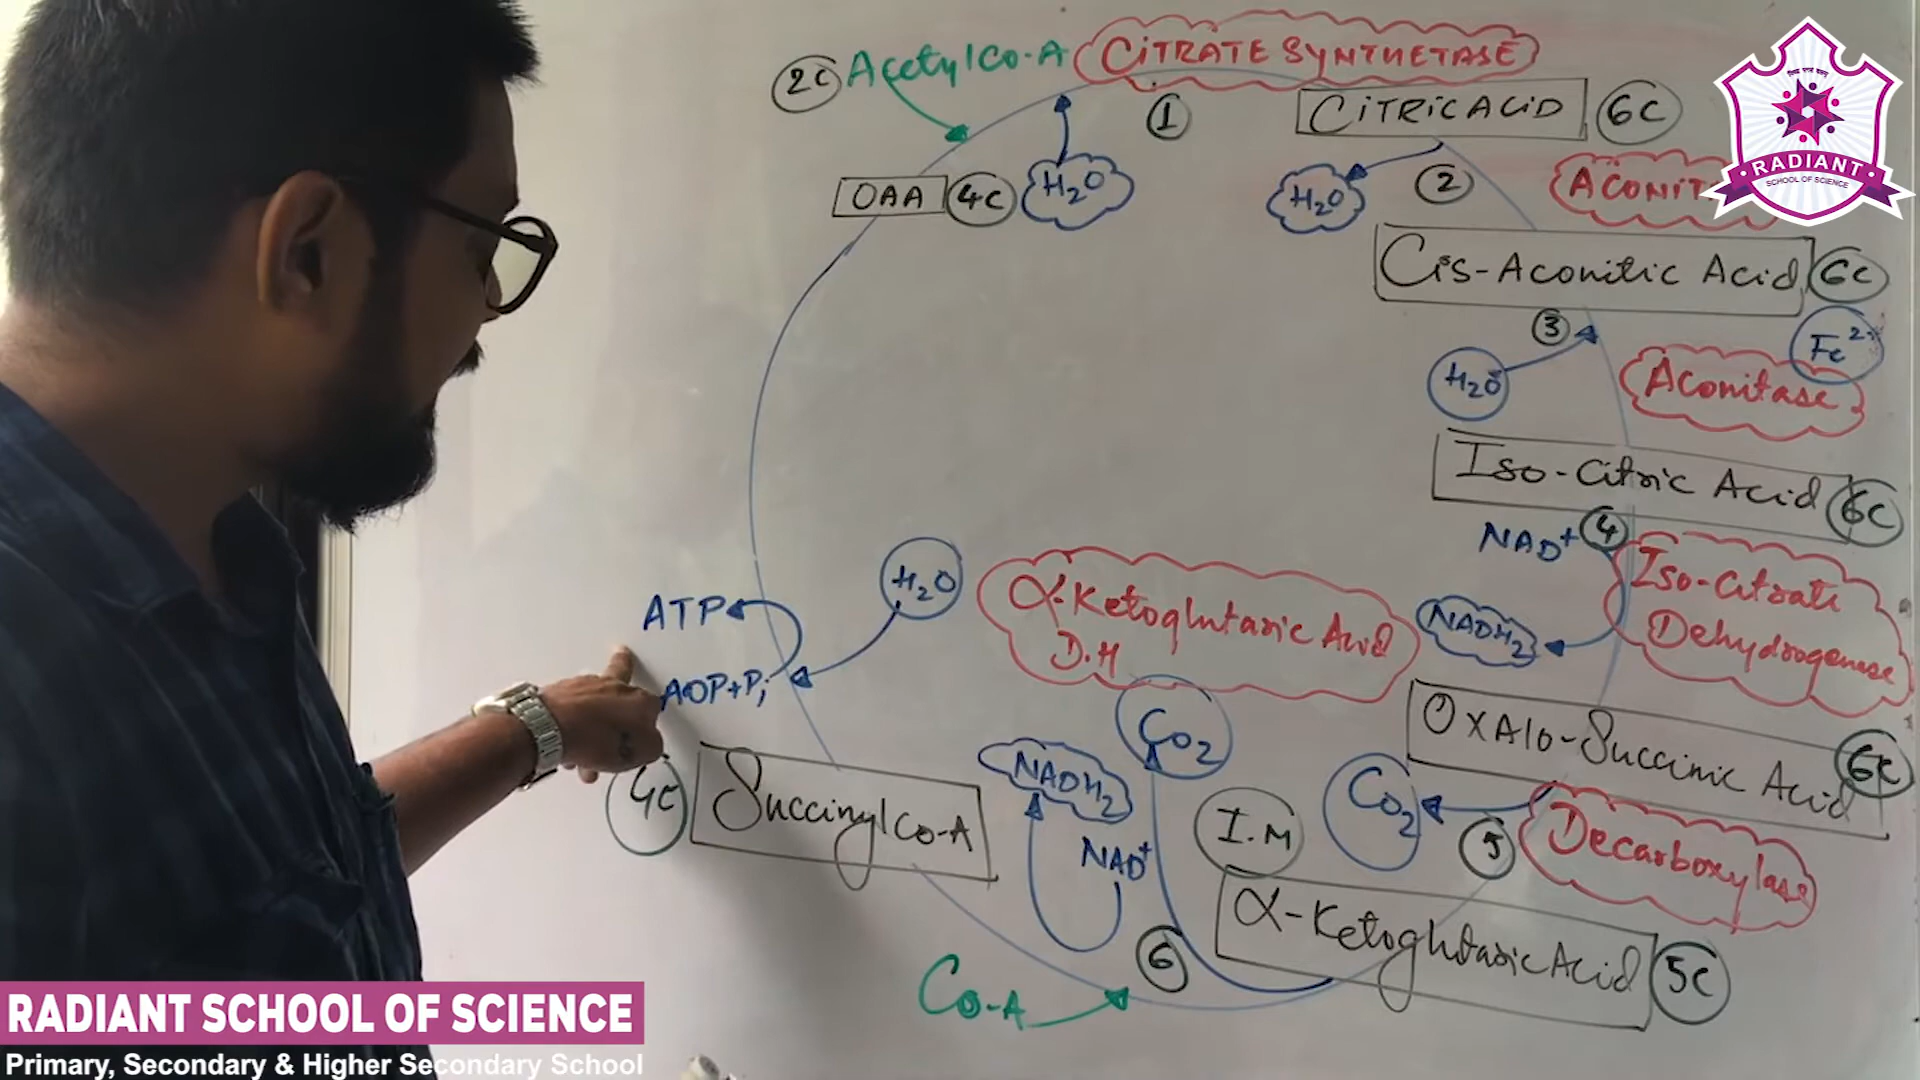 2C Acetyl Co-A CITRATE SYNTHETASE
1 CITRIC ACID 6C
OAA 4C H2O
H2O 2
Cis-Aconitic Acid 6C
3 Fe2+
H2O Aconitase
Iso-Citric Acid 6C
NAD+ 4 Iso-Citrate
Dehydrogenase
NADH2
H2O α-Ketoglutaric Acid
D.H
ATP
ADP+Pi
Oxalo-Succinic Acid 6C
CO2
NADH2
CO2
5 Decarboxylase
4C Succinyl Co-A
I.M
NAD+
α-Ketoglutaric Acid 5C
6
Co-A
RADIANT
SCHOOL OF SCIENCE
RADIANT SCHOOL OF SCIENCE
Primary, Secondary & Higher Secondary School